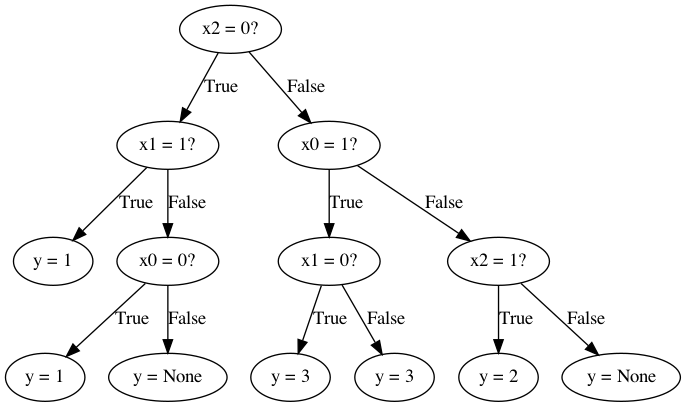 x2 = 0?
True
False
x1 = 1?
x0 = 1?
True
False
True
False
y = 1
x0 = 0?
x1 = 0?
x2 = 1?
True
False
True
False
True
False
y = 1
y = None
y = 3
y = 3
y = 2
y = None